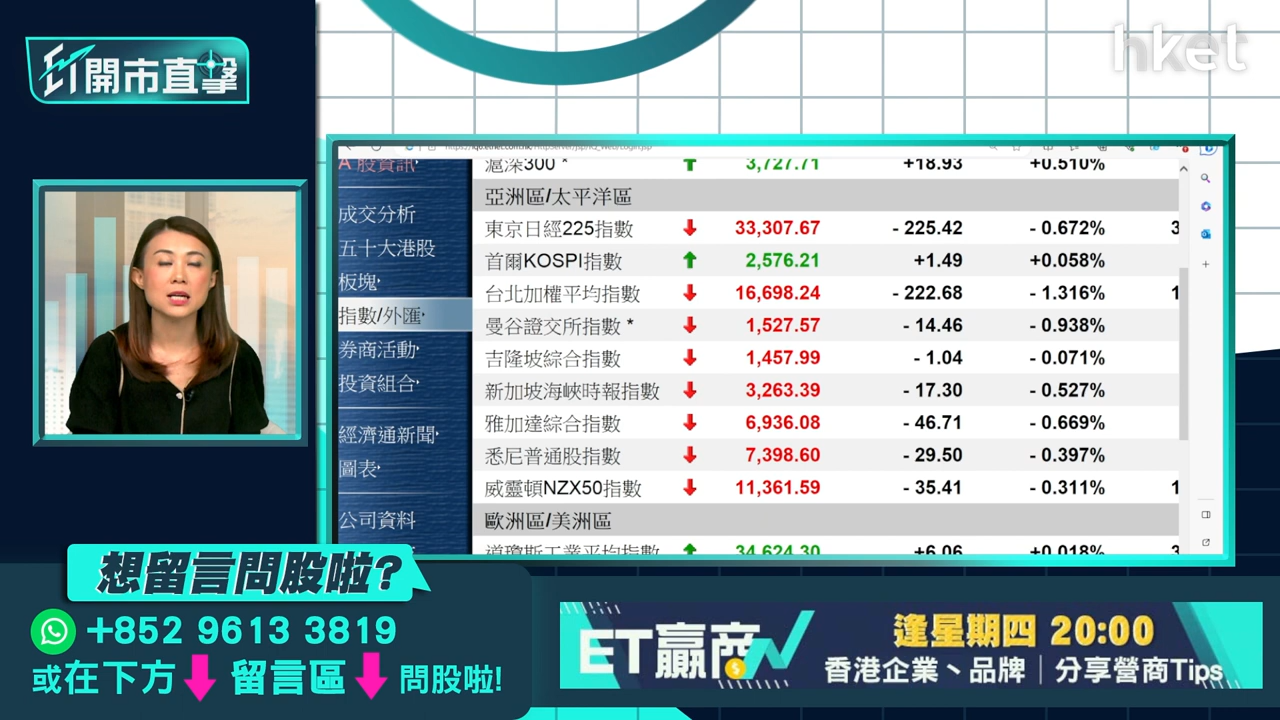 hket
ET開市直擊
A股資訊
成交分析
五十大港股
板塊
指數/外匯
券商活動
投資組合
經濟通新聞
圖表
公司資料
滬深300 * 3,727.71 +18.93 +0.510%
亞洲區/太平洋區
東京日經225指數 33,307.67 - 225.42 - 0.672% 3
首爾KOSPI指數 2,576.21 +1.49 +0.058%
台北加權平均指數 16,698.24 - 222.68 - 1.316% 1
曼谷證交所指數 * 1,527.57 - 14.46 - 0.938%
吉隆坡綜合指數 1,457.99 - 1.04 - 0.071%
新加坡海峽時報指數 3,263.39 - 17.30 - 0.527%
雅加達綜合指數 6,936.08 - 46.71 - 0.669%
悉尼普通股指數 7,398.60 - 29.50 - 0.397%
威靈頓NZX50指數 11,361.59 - 35.41 - 0.311% 1
歐洲區/美洲區
道瓊斯工業平均指數 34,624.30 +6.06 +0.018% 3
想留言問股啦?
+852 9613 3819
或在下方 留言區 問股啦!
ET贏商
逢星期四 20:00
香港企業、品牌｜分享營商Tips